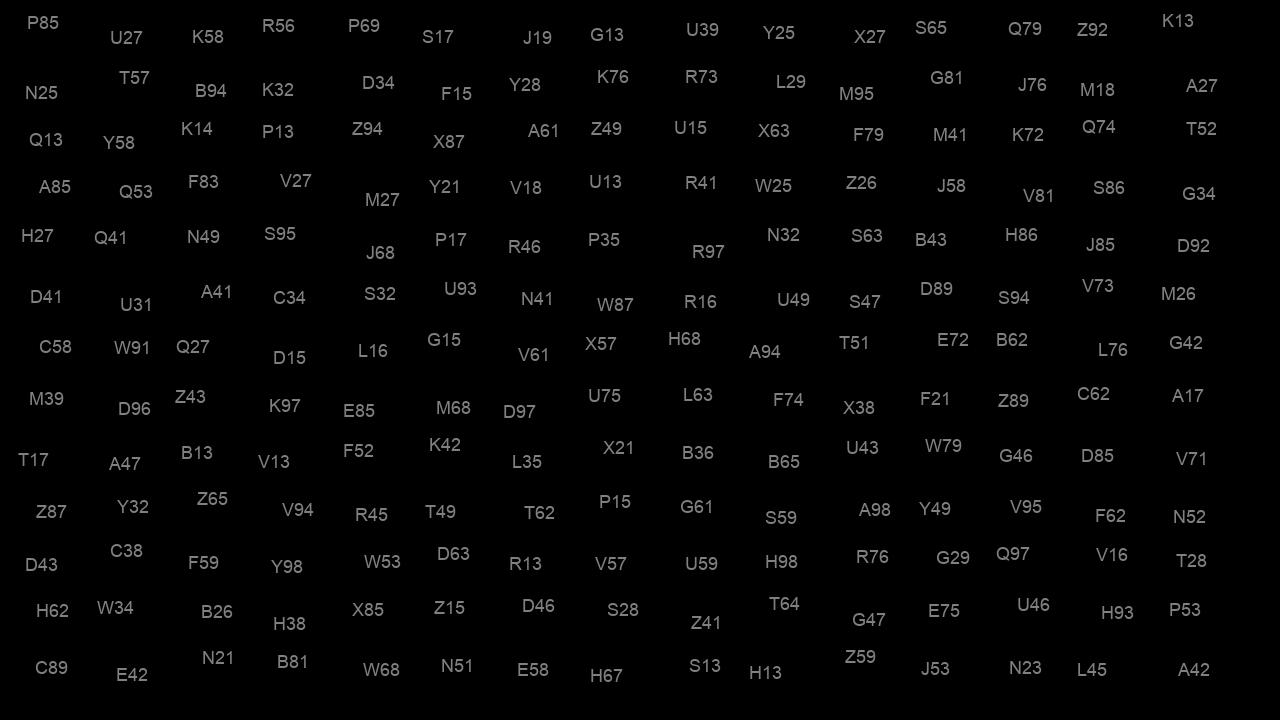 P85 U27 K58 R56 P69 S17 J19 G13 U39 Y25 X27 S65 Q79 Z92 K13
N25 T57 B94 K32 D34 F15 Y28 K76 R73 L29 M95 G81 J76 M18 A27
Q13 Y58 K14 P13 Z94 X87 A61 Z49 U15 X63 F79 M41 K72 Q74 T52
A85 Q53 F83 V27 M27 Y21 V18 U13 R41 W25 Z26 J58 V81 S86 G34
H27 Q41 N49 S95 J68 P17 R46 P35 R97 N32 S63 B43 H86 J85 D92
D41 U31 A41 C34 S32 U93 N41 W87 R16 U49 S47 D89 S94 V73 M26
C58 W91 Q27 D15 L16 G15 V61 X57 H68 A94 T51 E72 B62 L76 G42
M39 D96 Z43 K97 E85 M68 D97 U75 L63 F74 X38 F21 Z89 C62 A17
T17 A47 B13 V13 F52 K42 L35 X21 B36 B65 U43 W79 G46 D85 V71
Z87 Y32 Z65 V94 R45 T49 T62 P15 G61 S59 A98 Y49 V95 F62 N52
D43 C38 F59 Y98 W53 D63 R13 V57 U59 H98 R76 G29 Q97 V16 T28
H62 W34 B26 H38 X85 Z15 D46 S28 Z41 T64 G47 E75 U46 H93 P53
C89 E42 N21 B81 W68 N51 E58 H67 S13 H13 Z59 J53 N23 L45 A42